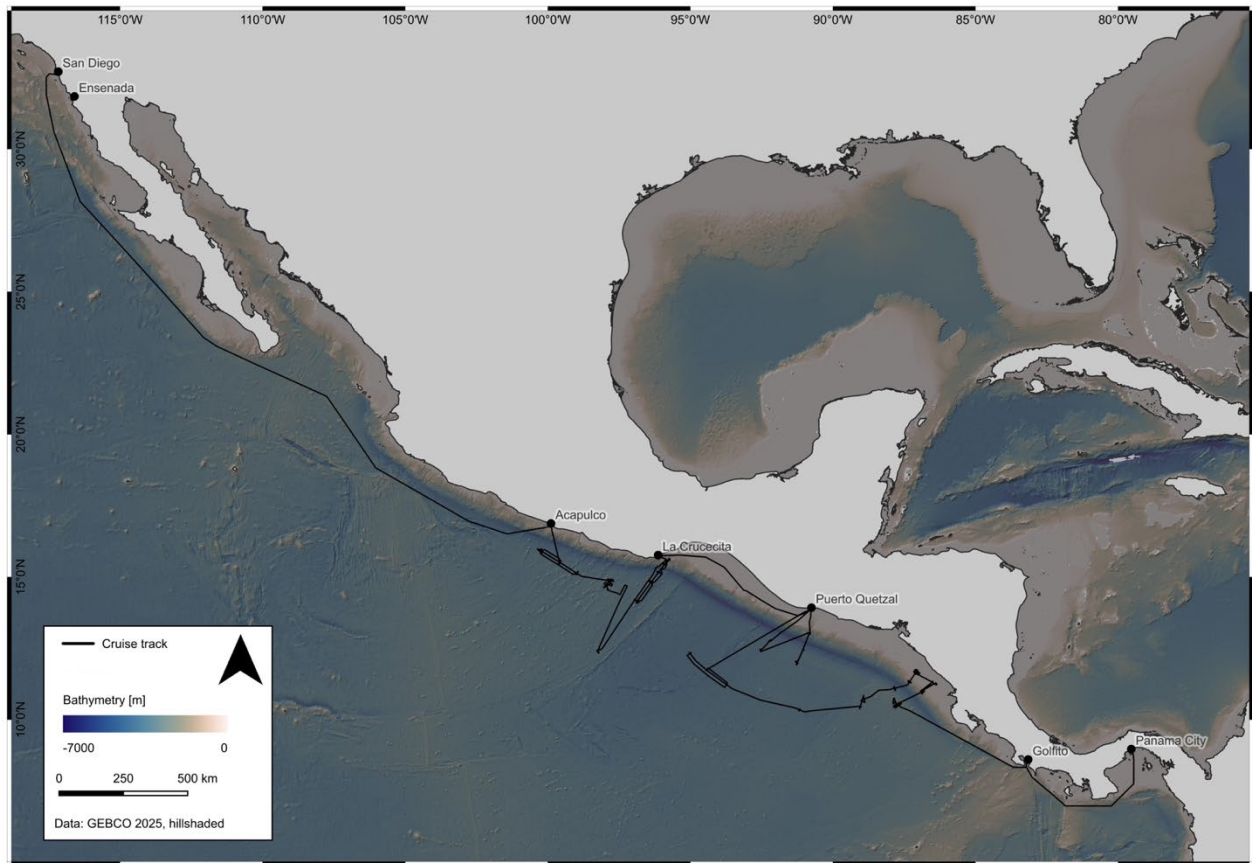 115°0'W 110°0'W 105°0'W 100°0'W 95°0'W 90°0'W 85°0'W 80°0'W
San Diego
Ensenada
30°0'N
25°0'N
20°0'N
Acapulco
La Crucecita
15°0'N
Puerto Quetzal
10°0'N
Panama City
Golfito
Cruise track
Bathymetry [m]
-7000 0
0 250 500 km
Data: GEBCO 2025, hillshaded